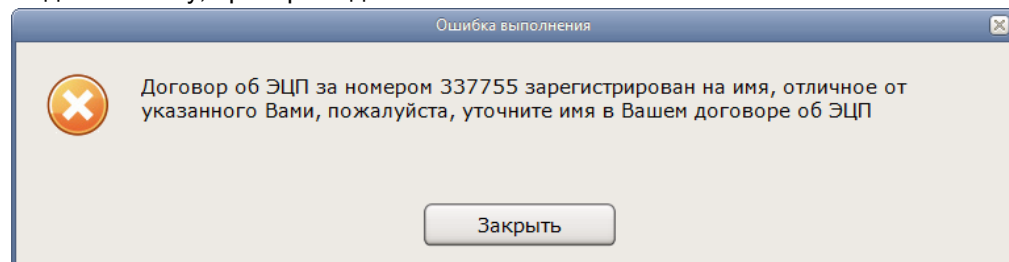 Ошибка выполнения
Договор об ЭЦП за номером 337755 зарегистрирован на имя, отличное от
указанного Вами, пожалуйста, уточните имя в Вашем договоре об ЭЦП
Закрыть